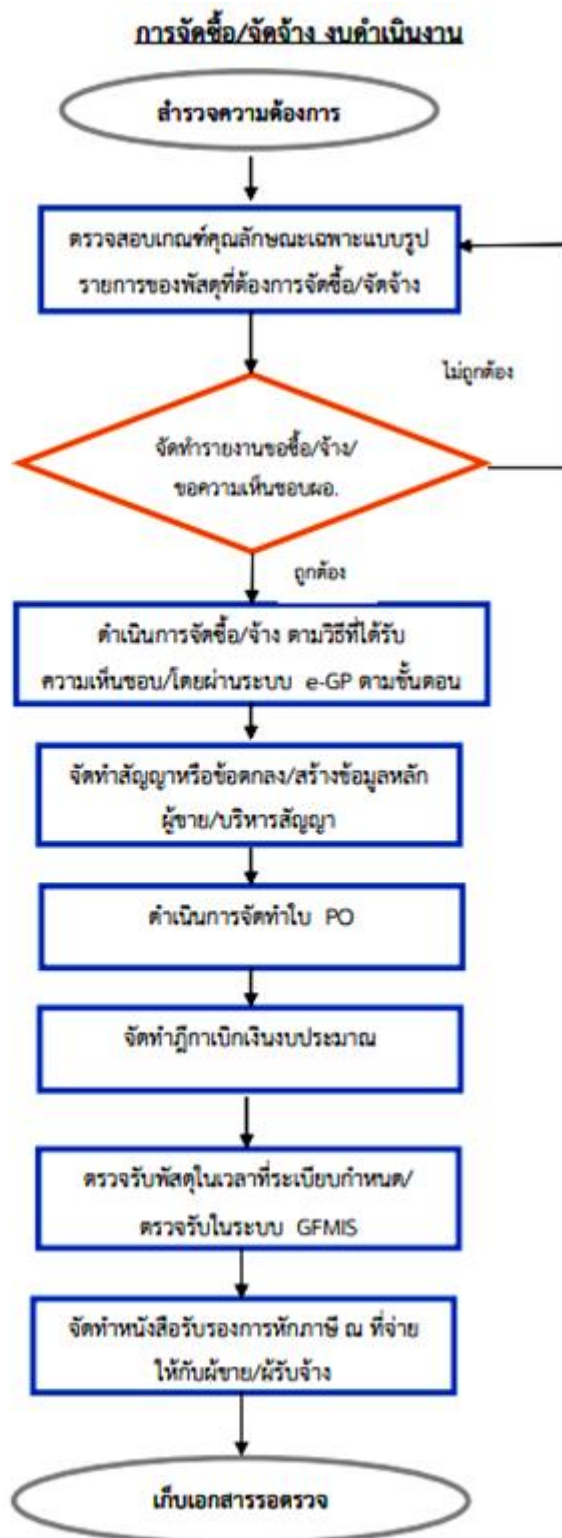 การจัดซื้อ/จัดจ้าง งบดำเนินงาน
สำรวจความต้องการ
ตรวจสอบเกณฑ์คุณลักษณะเฉพาะแบบรูป
รายการของพัสดุที่ต้องการจัดซื้อ/จัดจ้าง
ไม่ถูกต้อง
จัดทำรายงานขอซื้อ/จ้าง/
ขอความเห็นชอบผอ.
ถูกต้อง
ดำเนินการจัดซื้อ/จ้าง ตามวิธีที่ได้รับ
ความเห็นชอบ/โดยผ่านระบบ e-GP ตามขั้นตอน
จัดทำสัญญาหรือข้อตกลง/สร้างข้อมูลหลัก
ผู้ขาย/บริหารสัญญา
ดำเนินการจัดทำใบ PO
จัดทำฎีกาเบิกเงินงบประมาณ
ตรวจรับพัสดุในเวลาที่ระเบียบกำหนด/
ตรวจรับในระบบ GFMIS
จัดทำหนังสือรับรองการหักภาษี ณ ที่จ่าย
ให้กับผู้ขาย/ผู้รับจ้าง
เก็บเอกสารรอตรวจ